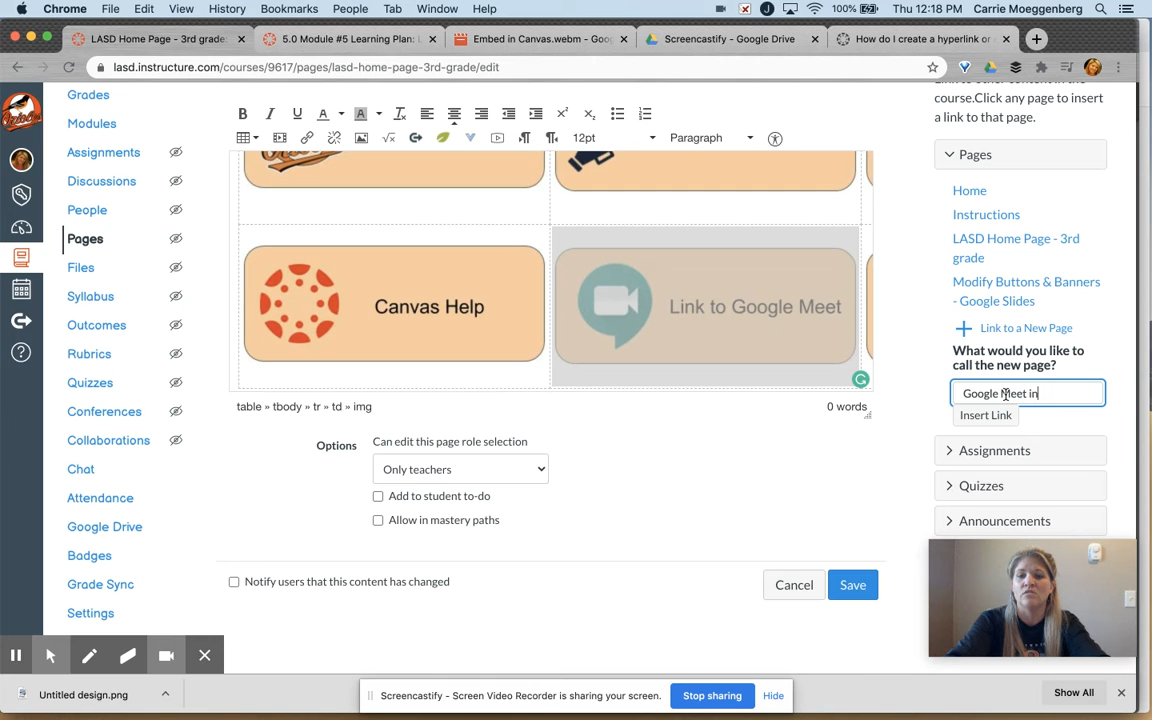 Chrome File Edit View History Bookmarks People Tab Window Help 100% Thu 12:18 PM Carrie Moeggenberg
LASD Home Page - 3rd grade 5.0 Module #5 Learning Plan: Embed in Canvas.webm - Goo Screencastify - Google Drive How do I create a hyperlink or
lasd.instructure.com/courses/9617/pages/lasd-home-page-3rd-grade/edit
Grades
Modules
Assignments
Discussions
People
Pages
Files
Syllabus
Outcomes
Rubrics
Quizzes
Conferences
Collaborations
Chat
Attendance
Google Drive
Badges
Grade Sync
Settings
12pt Paragraph
Canvas Help
Link to Google Meet
table » tbody » tr » td » img 0 words
Options
Can edit this page role selection
Only teachers
Add to student to-do
Allow in mastery paths
Notify users that this content has changed
Cancel Save
course.Click any page to insert
a link to that page.
Pages
Home
Instructions
LASD Home Page - 3rd
grade
Modify Buttons & Banners
- Google Slides
Link to a New Page
What would you like to
call the new page?
Google Meet in
Insert Link
Assignments
Quizzes
Announcements
Untitled design.png
Screencastify - Screen Video Recorder is sharing your screen. Stop sharing Hide
Show All